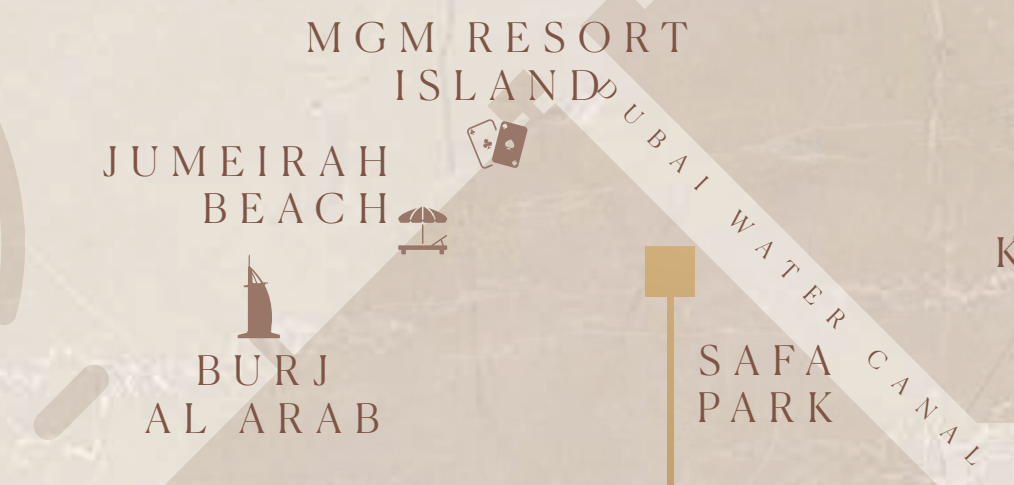 MGM RESORT
ISLAND
DUBAI WATER CANAL
JUMEIRAH
BEACH
BURJ
AL ARAB
SAFA
PARK
K